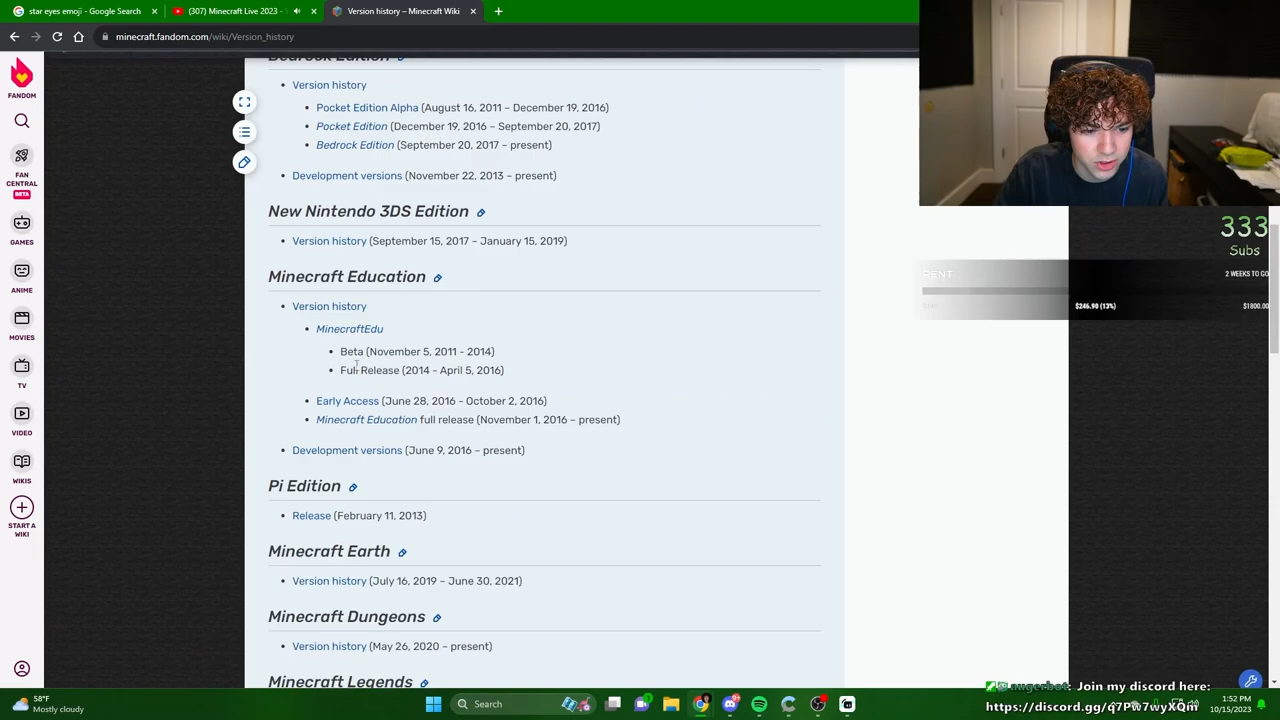 star eyes emoji - Google Search
(307) Minecraft Live 2023 -
Version history – Minecraft Wiki
minecraft.fandom.com/wiki/Version_history
FANDOM
FAN CENTRAL
BETA
GAMES
ANIME
MOVIES
TV
VIDEO
WIKIS
START A WIKI
Bedrock Edition
Version history
Pocket Edition Alpha (August 16, 2011 – December 19, 2016)
Pocket Edition (December 19, 2016 – September 20, 2017)
Bedrock Edition (September 20, 2017 – present)
Development versions (November 22, 2013 – present)
New Nintendo 3DS Edition
Version history (September 15, 2017 – January 15, 2019)
Minecraft Education
Version history
MinecraftEdu
Beta (November 5, 2011 - 2014)
Full Release (2014 - April 5, 2016)
Early Access (June 28, 2016 - October 2, 2016)
Minecraft Education full release (November 1, 2016 – present)
Development versions (June 9, 2016 – present)
Pi Edition
Release (February 11, 2013)
Minecraft Earth
Version history (July 16, 2019 – June 30, 2021)
Minecraft Dungeons
Version history (May 26, 2020 – present)
Minecraft Legends
333
Subs
RENT
2 WEEKS TO GO
$246.90 (13%)
$1800.00
augerbot: Join my discord here:
https://discord.gg/q7Pw7wyXQm
58°F
Mostly cloudy
Search
1:52 PM
10/15/2023